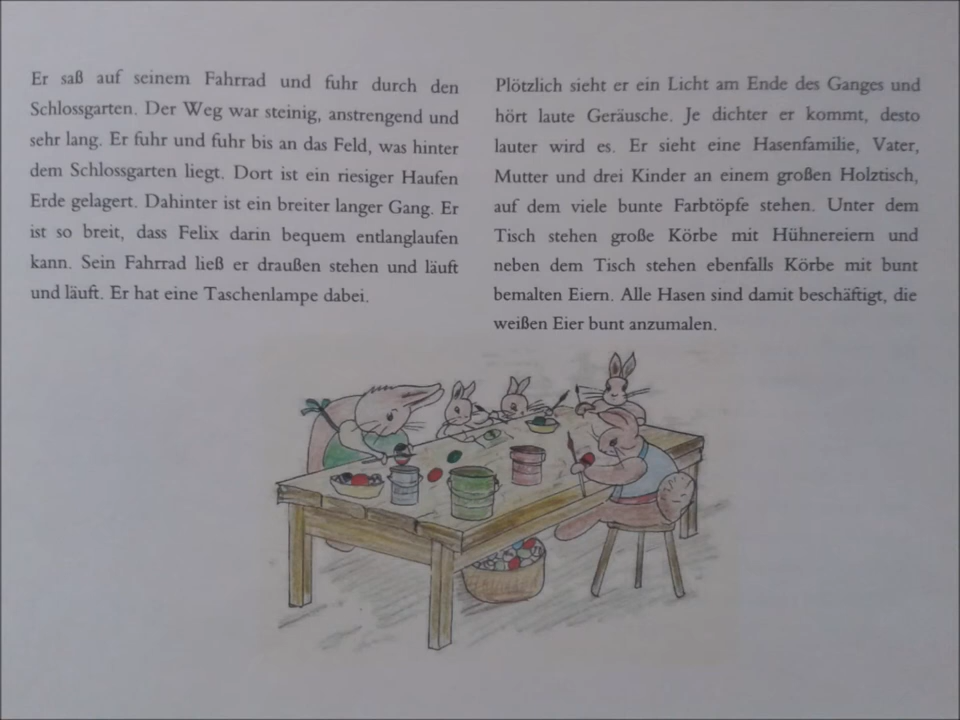 Er saß auf seinem Fahrrad und fuhr durch den
Schlossgarten. Der Weg war steinig, anstrengend und
sehr lang. Er fuhr und fuhr bis an das Feld, was hinter
dem Schlossgarten liegt. Dort ist ein riesiger Haufen
Erde gelagert. Dahinter ist ein breiter langer Gang. Er
ist so breit, dass Felix darin bequem entlanglaufen
kann. Sein Fahrrad ließ er draußen stehen und läuft
und läuft. Er hat eine Taschenlampe dabei.
Plötzlich sieht er ein Licht am Ende des Ganges und
hört laute Geräusche. Je dichter er kommt, desto
lauter wird es. Er sieht eine Hasenfamilie, Vater,
Mutter und drei Kinder an einem großen Holztisch,
auf dem viele bunte Farbtöpfe stehen. Unter dem
Tisch stehen große Körbe mit Hühnereiern und
neben dem Tisch stehen ebenfalls Körbe mit bunt
bemalten Eiern. Alle Hasen sind damit beschäftigt, die
weißen Eier bunt anzumalen.